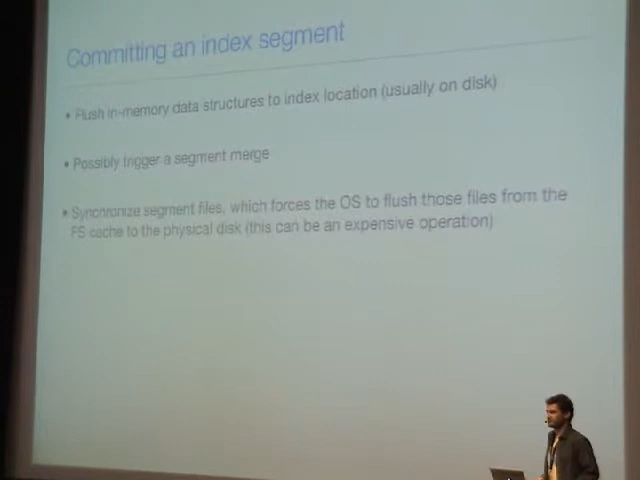 Committing an index segment
• Flush in-memory data structures to index location (usually on disk)
• Possibly trigger a segment merge
• Synchronize segment files, which forces the OS to flush those files from the
FS cache to the physical disk (this can be an expensive operation)